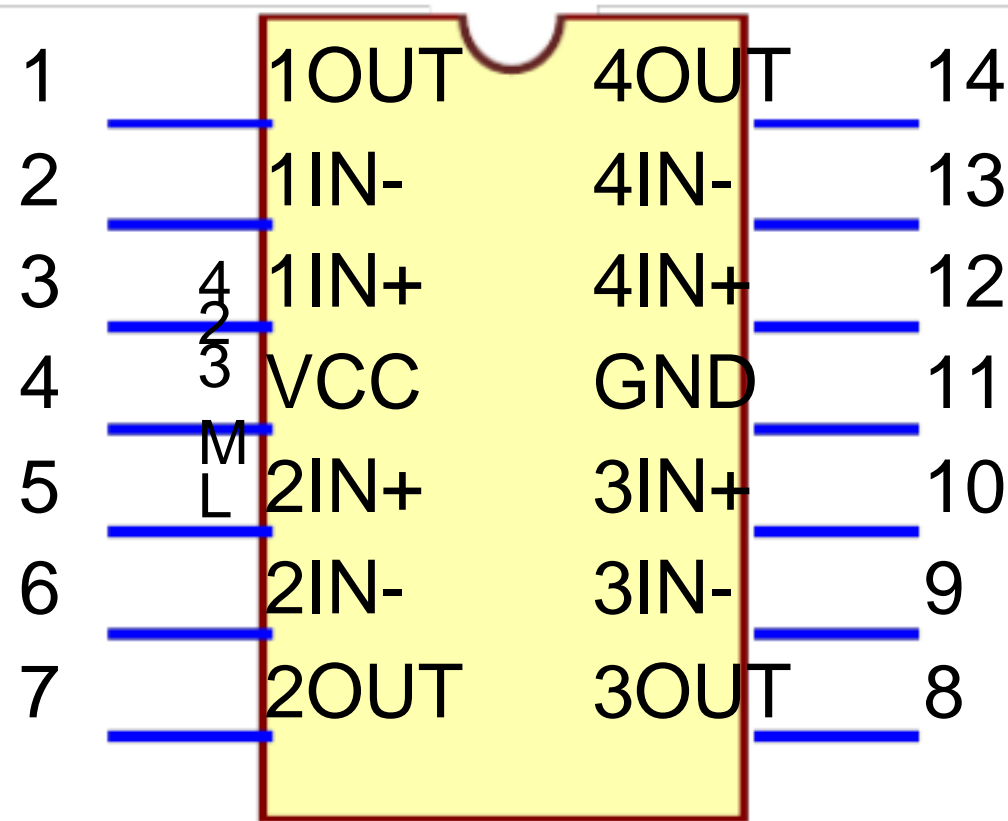 1 1OUT 4OUT 14
2 1IN- 4IN- 13
3 1IN+ 4IN+ 12
4 VCC GND 11
5 2IN+ 3IN+ 10
6 2IN- 3IN- 9
7 2OUT 3OUT 8
4
2
3
M
L